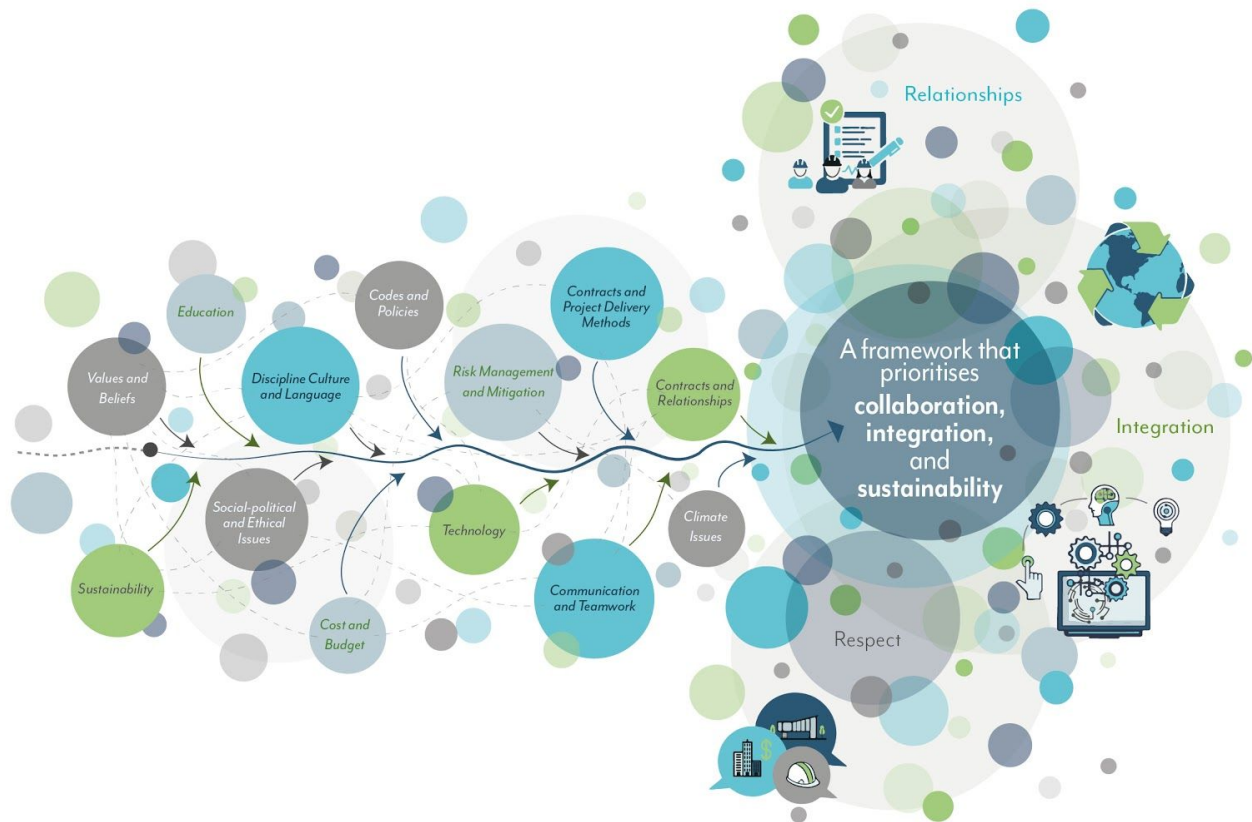 Relationships
Education
Codes and
Policies
Contracts and
Project Delivery
Methods
Values and
Beliefs
Discipline Culture
and Language
Risk Management
and Mitigation
Contracts and
Relationships
A framework that
prioritises
collaboration,
integration,
and
sustainability
Integration
Social-political
and Ethical
Issues
Technology
Climate
Issues
Sustainability
Cost and
Budget
Communication
and Teamwork
Respect
$